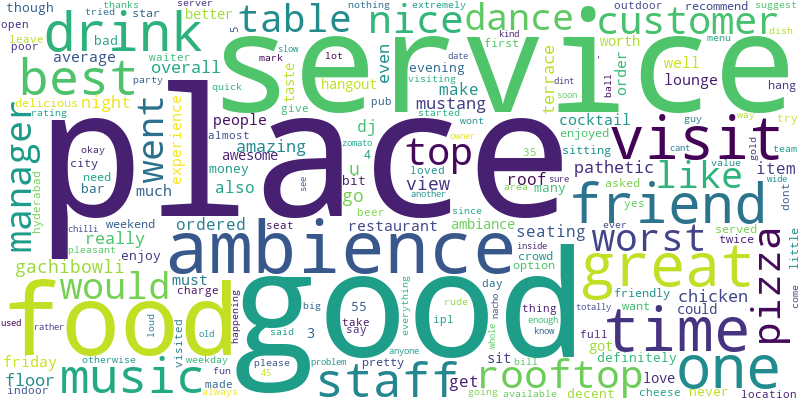 though
thanks
tried
star
server
nothing
extremely
outdoor
recommend
suggest
open
leave
poor
drink
bad
better
5
table
nice
dance
customer
dish
average
waiter
slow
mark
lot
kind
first
worth
menu
best
overall
quick
taste
give
even
hangout
evening
visiting
date
make
terrace
order
well
lounge
hang
service
delicious
night
party
pub
mustang
started
wont
dint
soon
ball
rating
manager
went
experience
people
almost
amazing
awesome
dj
4
cocktail
enjoyed
sitting
guy
cant
way
gold
try
team
visit
place
okay
city
need
bar
money
also
much
zomato
u
bit
go
loved
view
top
owner
35
roof
area
sure
many
pathetic
asked
yes
like
value
item
wide
dont
hyderabad
chilli
pleasant
weekend
really
enjoy
ordered
seat
see
beer
another
since
restaurant
ambiance
seating
friend
ever
served
twice
worst
gachibowli
must
ambience
inside
crowd
option
great
pizza
come
little
would
charge
happening
food
good
day
everything
big
55
3
take
say
ipl
rude
nacho
thing
enough
know
friendly
want
chicken
could
time
used
rather
loud
old
said
friday
visited
weekday
otherwise
floor
indoor
music
made
fun
always
please
45
problem
anyone
pretty
staff
whole
sit
get
going
bill
available
rooftop
decent
full
got
totally
definitely
love
cheese
never
one
location